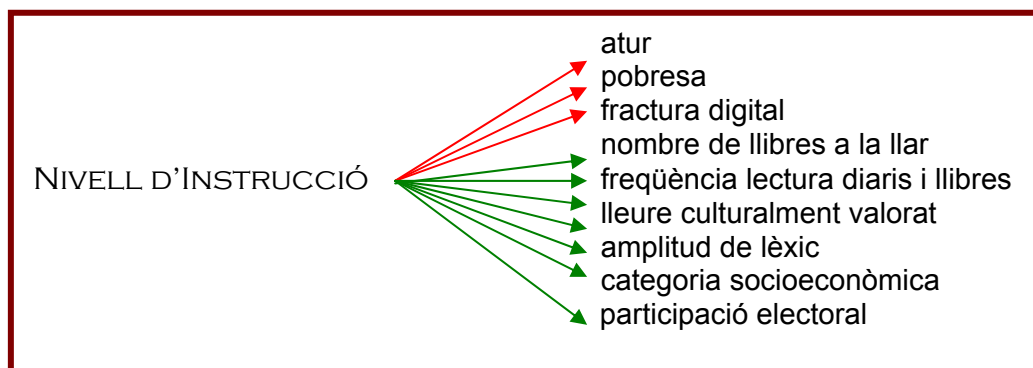 atur
pobresa
fractura digital
nombre de llibres a la llar
NIVELL D'INSTRUCCIÓ
freqüència lectura diaris i llibres
lleure culturalment valorat
amplitud de lèxic
categoria socioeconòmica
participació electoral